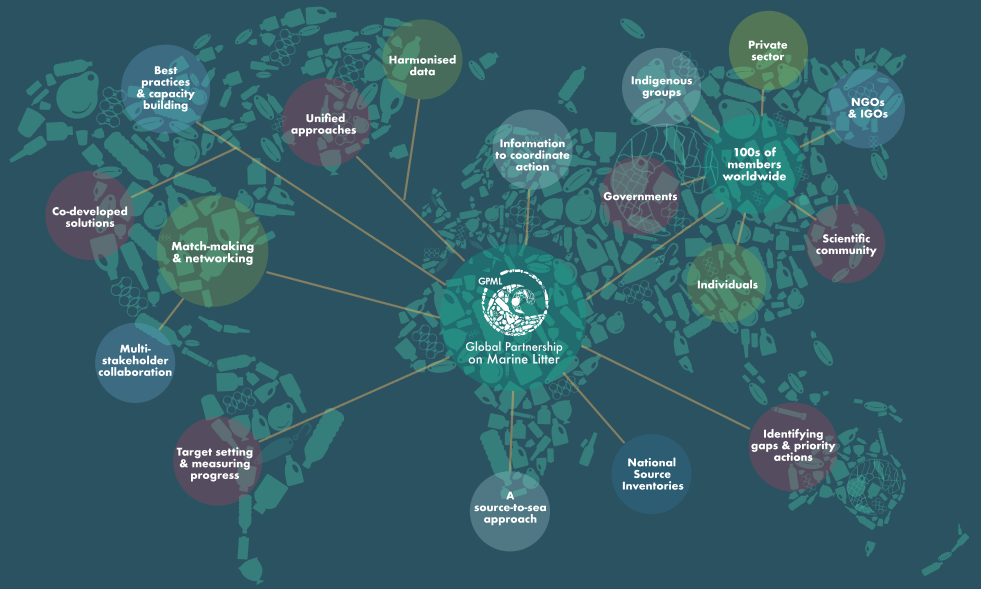 Private
sector
Harmonised
data
Best
practices
& capacity
building
Indigenous
groups
NGOs
& IGOs
Unified
approaches
Information
to coordinate
action
100s of
members
worldwide
Governments
Co-developed
solutions
Match-making
& networking
Scientific
community
Individuals
GPML
Global Partnership
on Marine Litter
Multi-
stakeholder
collaboration
Target setting
& measuring
progress
Identifying
gaps & priority
actions
National
Source
Inventories
A
source-to-sea
approach